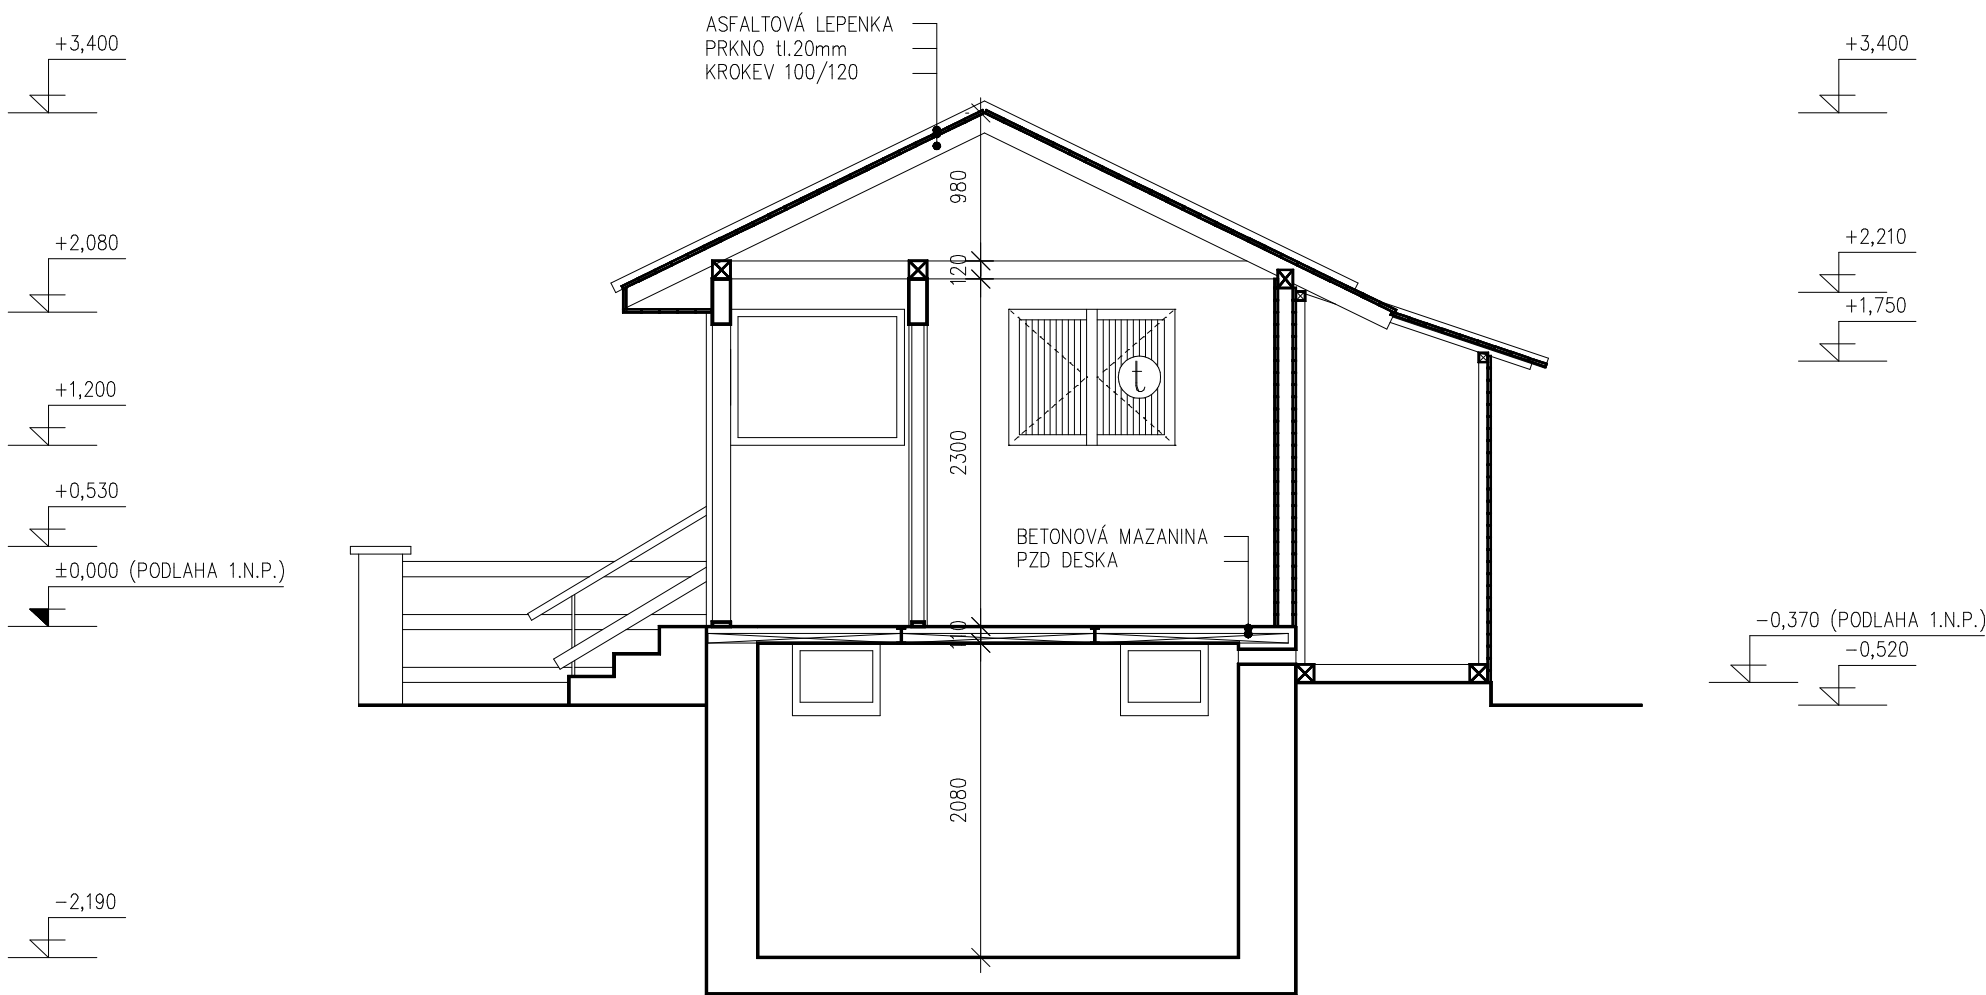 ASFALTOVÁ LEPENKA
PRKNO tl.20mm
KROKEV 100/120
+3,400
+2,080
+1,200
+0,530
±0,000 (PODLAHA 1.N.P.)
-2,190
980
120
2300
110
2080
t
BETONOVÁ MAZANINA
PZD DESKA
+3,400
+2,210
+1,750
-0,370 (PODLAHA 1.N.P.)
-0,520